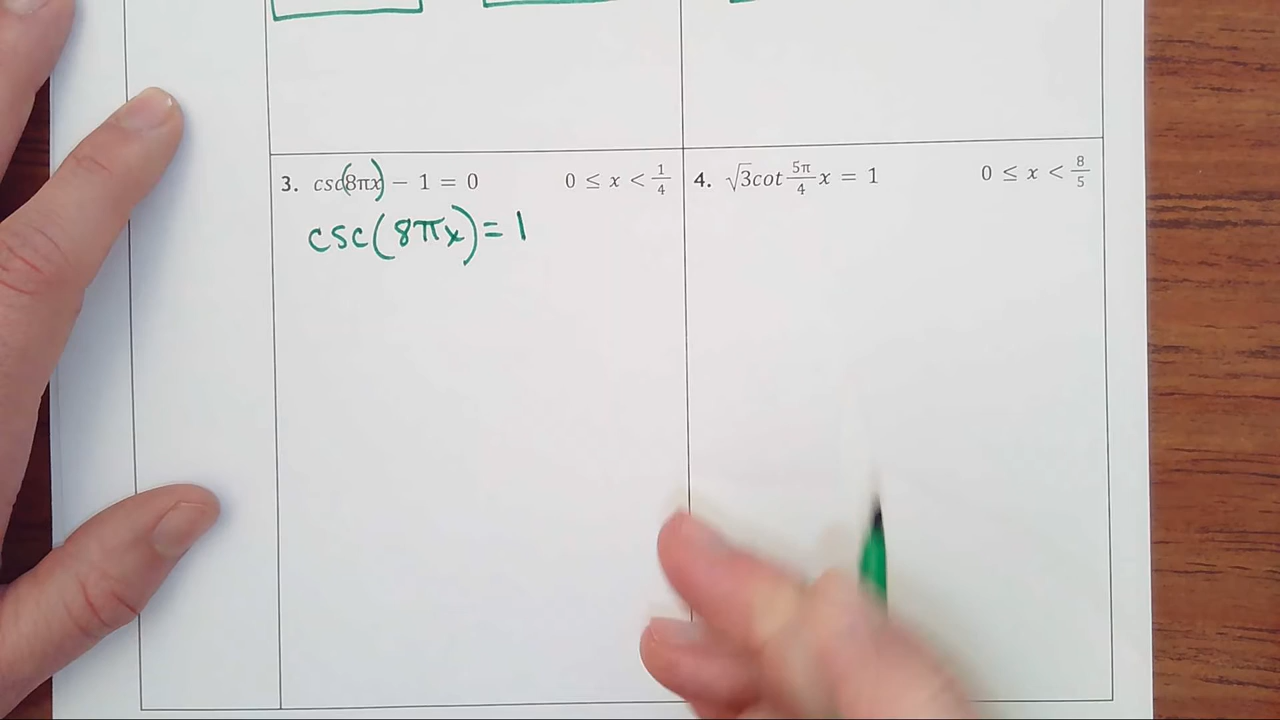 3. csc(8πx) − 1 = 0 0 ≤ x < 1/4
csc(8πx) = 1
4. √3cot 5π/4 x = 1 0 ≤ x < 8/5